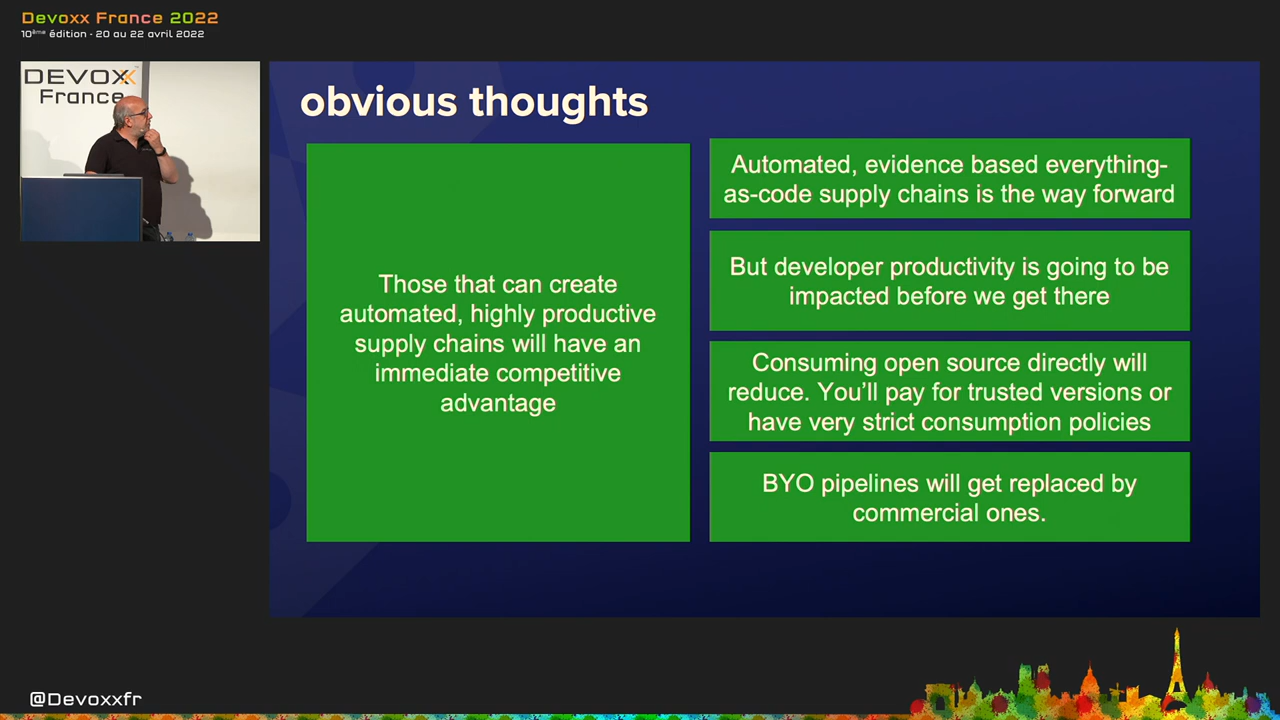 Devoxx France 2022
10ème édition - 20 au 22 avril 2022
DEVOXX
France
obvious thoughts
Those that can create
automated, highly productive
supply chains will have an
immediate competitive
advantage
Automated, evidence based everything-
as-code supply chains is the way forward
But developer productivity is going to be
impacted before we get there
Consuming open source directly will
reduce. You’ll pay for trusted versions or
have very strict consumption policies
BYO pipelines will get replaced by
commercial ones.
@Devoxxfr